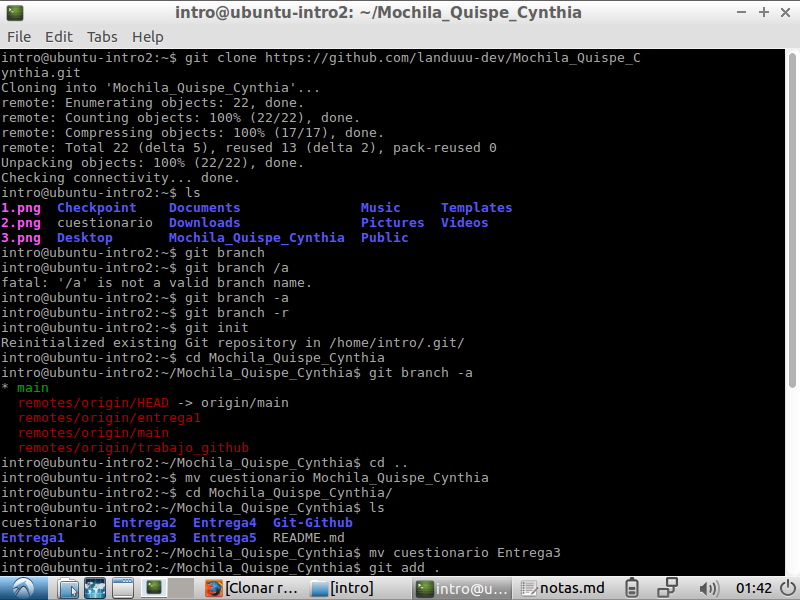 intro@ubuntu-intro2: ~/Mochila_Quispe_Cynthia
File Edit Tabs Help
intro@ubuntu-intro2:~$ git clone https://github.com/landuuu-dev/Mochila_Quispe_C
ynthia.git
Cloning into 'Mochila_Quispe_Cynthia'...
remote: Enumerating objects: 22, done.
remote: Counting objects: 100% (22/22), done.
remote: Compressing objects: 100% (17/17), done.
remote: Total 22 (delta 5), reused 13 (delta 2), pack-reused 0
Unpacking objects: 100% (22/22), done.
Checking connectivity... done.
intro@ubuntu-intro2:~$ ls
1.png  Checkpoint    Documents               Music     Templates
2.png  cuestionario  Downloads               Pictures  Videos
3.png  Desktop       Mochila_Quispe_Cynthia  Public
intro@ubuntu-intro2:~$ git branch
intro@ubuntu-intro2:~$ git branch /a
fatal: '/a' is not a valid branch name.
intro@ubuntu-intro2:~$ git branch -a
intro@ubuntu-intro2:~$ git branch -r
intro@ubuntu-intro2:~$ git init
Reinitialized existing Git repository in /home/intro/.git/
intro@ubuntu-intro2:~$ cd Mochila_Quispe_Cynthia
intro@ubuntu-intro2:~/Mochila_Quispe_Cynthia$ git branch -a
* main
  remotes/origin/HEAD -> origin/main
  remotes/origin/entrega1
  remotes/origin/main
  remotes/origin/trabajo_github
intro@ubuntu-intro2:~/Mochila_Quispe_Cynthia$ cd ..
intro@ubuntu-intro2:~$ mv cuestionario Mochila_Quispe_Cynthia
intro@ubuntu-intro2:~$ cd Mochila_Quispe_Cynthia/
intro@ubuntu-intro2:~/Mochila_Quispe_Cynthia$ ls
cuestionario  Entrega2  Entrega4  Git-Github
Entrega1      Entrega3  Entrega5  README.md
intro@ubuntu-intro2:~/Mochila_Quispe_Cynthia$ mv cuestionario Entrega3
intro@ubuntu-intro2:~/Mochila_Quispe_Cynthia$ git add .
[Clonar r... [intro] intro@u... notas.md 01:42